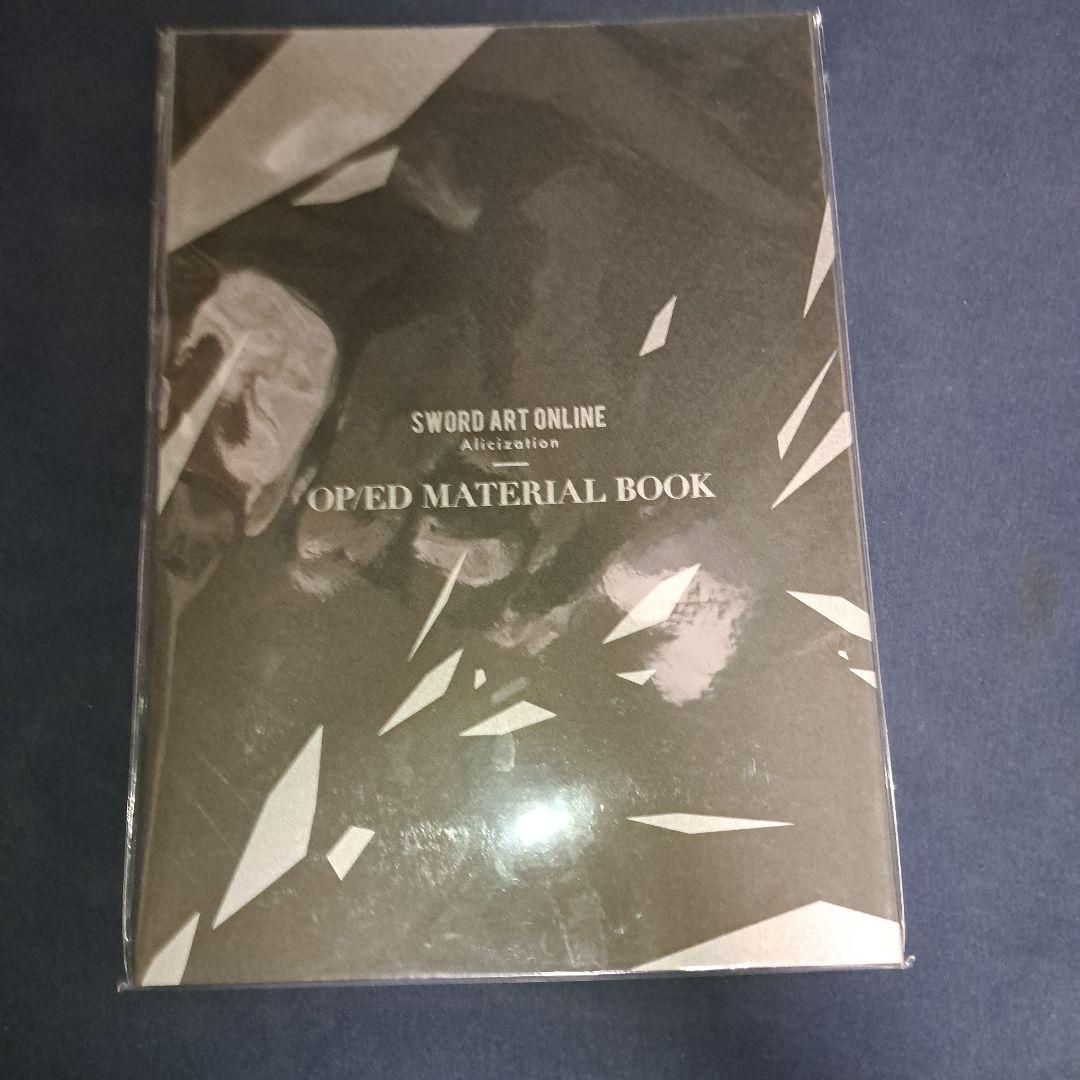 SWORD ART ONLINE
Alicization
OP/ED MATERIAL BOOK